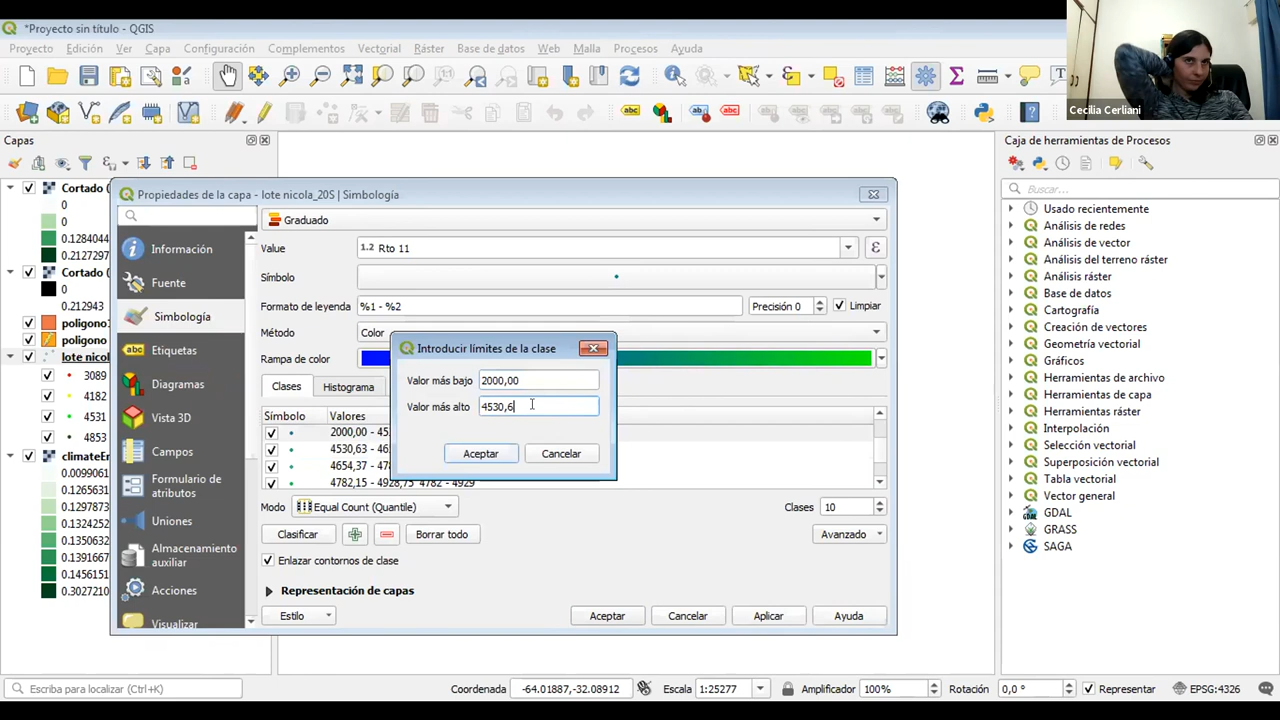 *Proyecto sin título - QGIS
Proyecto Edición Ver Capa Configuración Complementos Vectorial Ráster Base de datos Web Malla Procesos Ayuda
Cecilia Cerliani
Capas
Cortado (
0
0
0.1284044
0.2127297
Cortado (
0
0.212943
poligono1
poligono
lote nicol
3089
4182
4531
4853
climateEn
0.0099061
0.1265631
0.1297873
0.1324252
0.1350632
0.1391667
0.1456151
0.3027210
Propiedades de la capa - lote nicola_20S | Simbología
Información
Fuente
Simbología
abc Etiquetas
Diagramas
Vista 3D
Campos
Formulario de
atributos
Uniones
Almacenamiento
auxiliar
Acciones
Visualizar
Graduado
Value 1.2 Rto 11
Símbolo
Formato de leyenda %1 - %2 Precisión 0 Limpiar
Método Color
Rampa de color
Clases Histograma
Símbolo Valores
2000,00 - 45
4530,63 - 46
4654,37 - 47
4782,15 - 4928,75 4782 - 4929
Modo Equal Count (Quantile) Clases 10
Clasificar Borrar todo Avanzado
Enlazar contornos de clase
Representación de capas
Estilo Aceptar Cancelar Aplicar Ayuda
Introducir límites de la clase
Valor más bajo 2000,00
Valor más alto 4530,6
Aceptar Cancelar
Caja de herramientas de Procesos
Buscar...
Usado recientemente
Análisis de redes
Análisis de vector
Análisis del terreno ráster
Análisis ráster
Base de datos
Cartografía
Creación de vectores
Geometría vectorial
Gráficos
Herramientas de archivo
Herramientas de capa
Herramientas ráster
Interpolación
Selección vectorial
Superposición vectorial
Tabla vectorial
Vector general
GDAL
GRASS
SAGA
Escriba para localizar (Ctrl+K) Coordenada -64.01887,-32.08912 Escala 1:25277 Amplificador 100% Rotación 0,0 ° Representar EPSG:4326